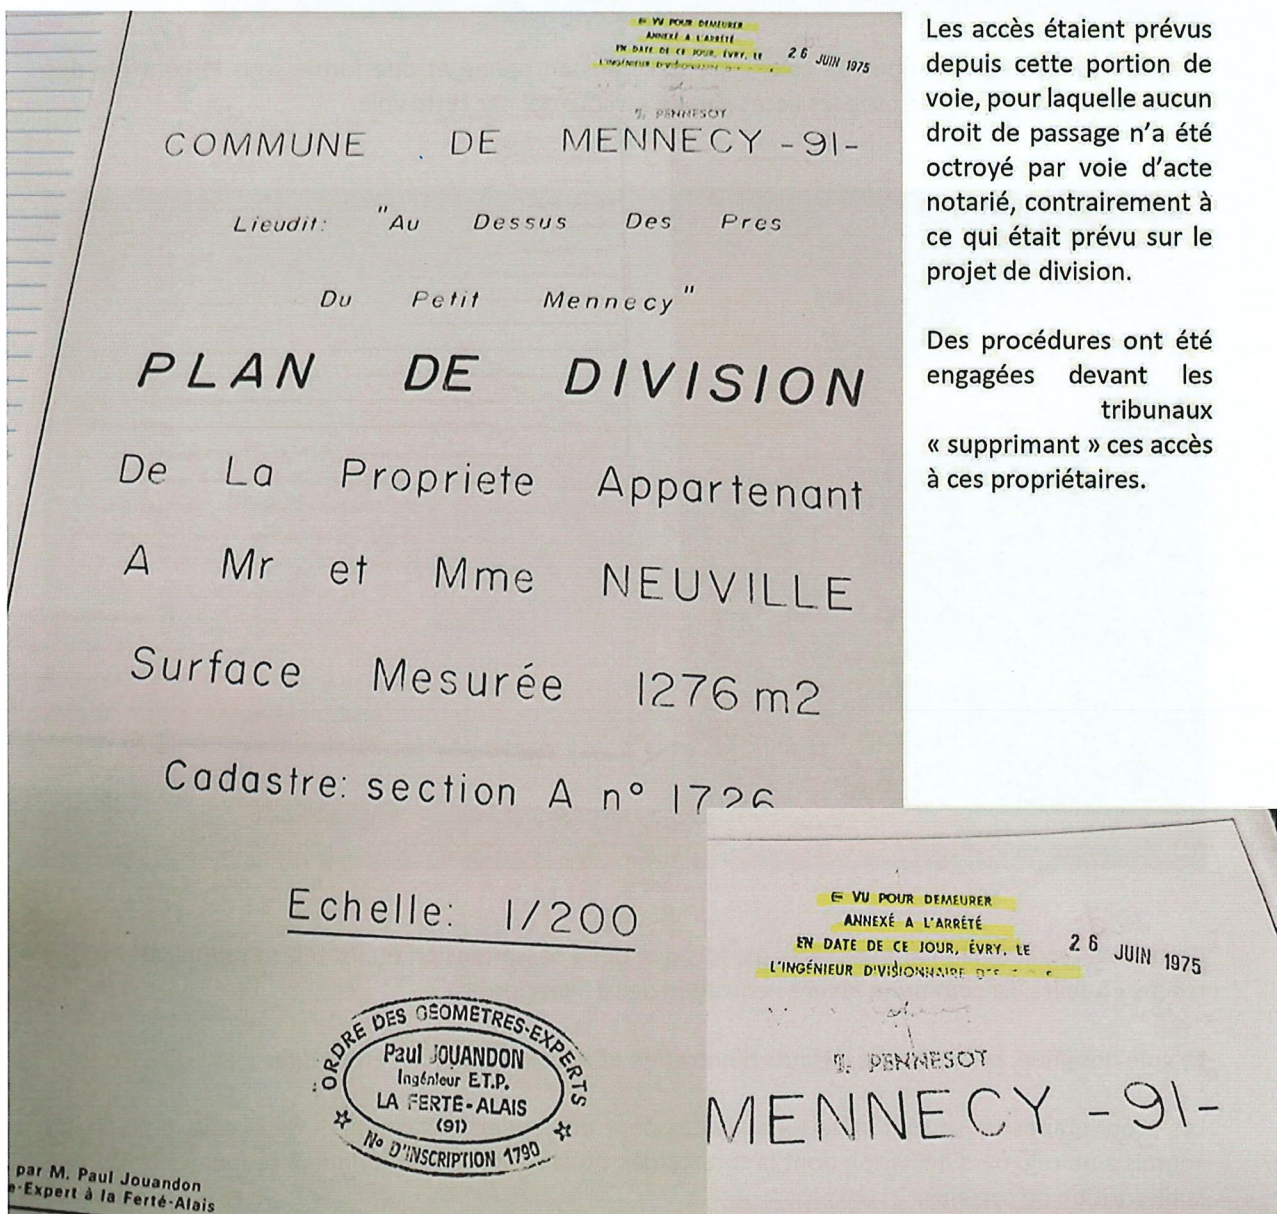 VU POUR DEMEURER
ANNEXÉ A L'ARRÊTÉ
EN DATE DE CE JOUR, ÉVRY, LE 26 JUIN 1975
L'INGÉNIEUR D'VISIONNAIRE
PENNESOT
COMMUNE DE MENNECY -91-
Lieudit: "Au Dessus Des Pres
Du Petit Mennecy"
PLAN DE DIVISION
De La Propriete Appartenant
A Mr et Mme NEUVILLE
Surface Mesurée 1276 m2
Cadastre: section A n° 1726
Echelle: 1/200
ORDRE DES GÉOMÈTRES-EXPERTS
Paul JOUANDON
Ingénieur E.T.P.
LA FERTÉ-ALAIS
(91)
N° D'INSCRIPTION 1790
par M. Paul Jouandon
e-Expert à la Ferté-Alais
Les accès étaient prévus
depuis cette portion de
voie, pour laquelle aucun
droit de passage n'a été
octroyé par voie d'acte
notarié, contrairement à
ce qui était prévu sur le
projet de division.
Des procédures ont été
engagées devant les
tribunaux
« supprimant » ces accès
à ces propriétaires.
VU POUR DEMEURER
ANNEXÉ A L'ARRÊTÉ
EN DATE DE CE JOUR, ÉVRY, LE 26 JUIN 1975
L'INGÉNIEUR D'VISIONNAIRE
PENNESOT
MENNECY -91-